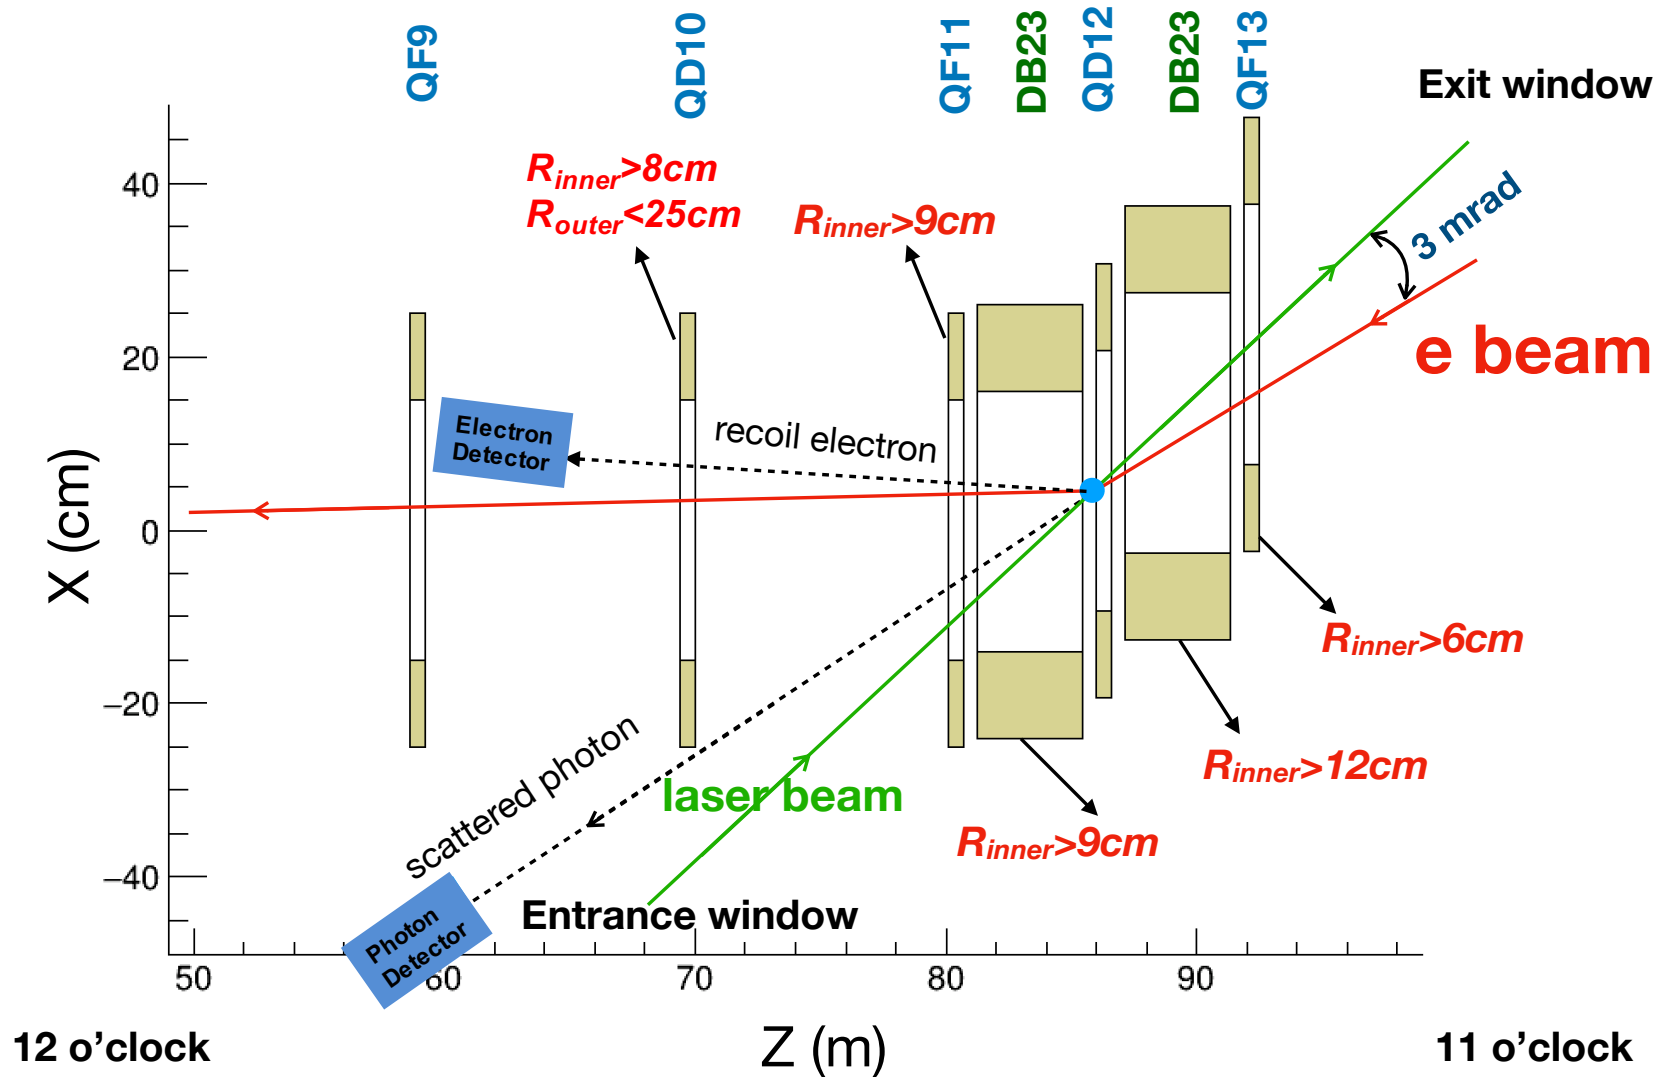 QF9
QD10
QF11
DB23
QD12
DB23
QF13
Exit window
Rinner>8cm
Router<25cm
Rinner>9cm
3 mrad
e beam
40
20
0
−20
−40
X (cm)
Electron
Detector
recoil electron
Rinner>6cm
Rinner>12cm
Rinner>9cm
scattered photon
laser beam
Entrance window
Photon
Detector
50
60
70
80
90
12 o’clock
Z (m)
11 o’clock